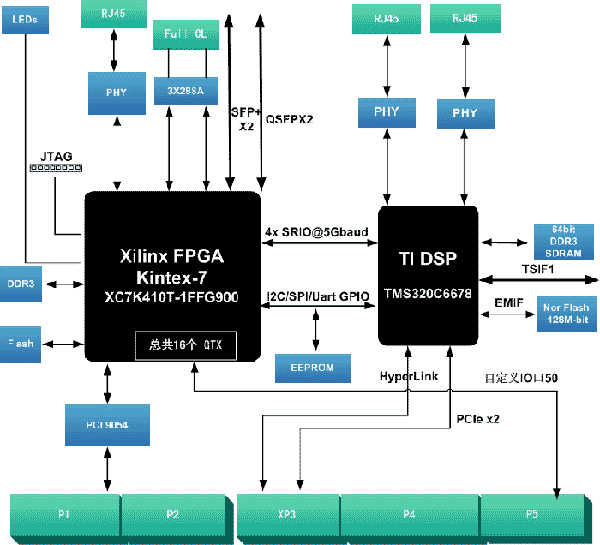 LEDs
RJ45
Full CL
RJ45
RJ45
PHY
3X288A
SFP+
X2
QSFPX2
PHY
PHY
JTAG
Xilinx FPGA
Kintex-7
XC7K410T-1FFG900
4x SRIO@5Gbaud
TI DSP
TMS320C6678
64bit
DDR3
SDRAM
TSIF1
DDR3
i2C/SPI/Uart GPIO
EMIF
Nor Flash
128M-bit
Flash
总共16个 GTX
EEPROM
HyperLink
自定义IO口50
PCI 9054
PCIe x2
P1
P2
XP3
P4
P5